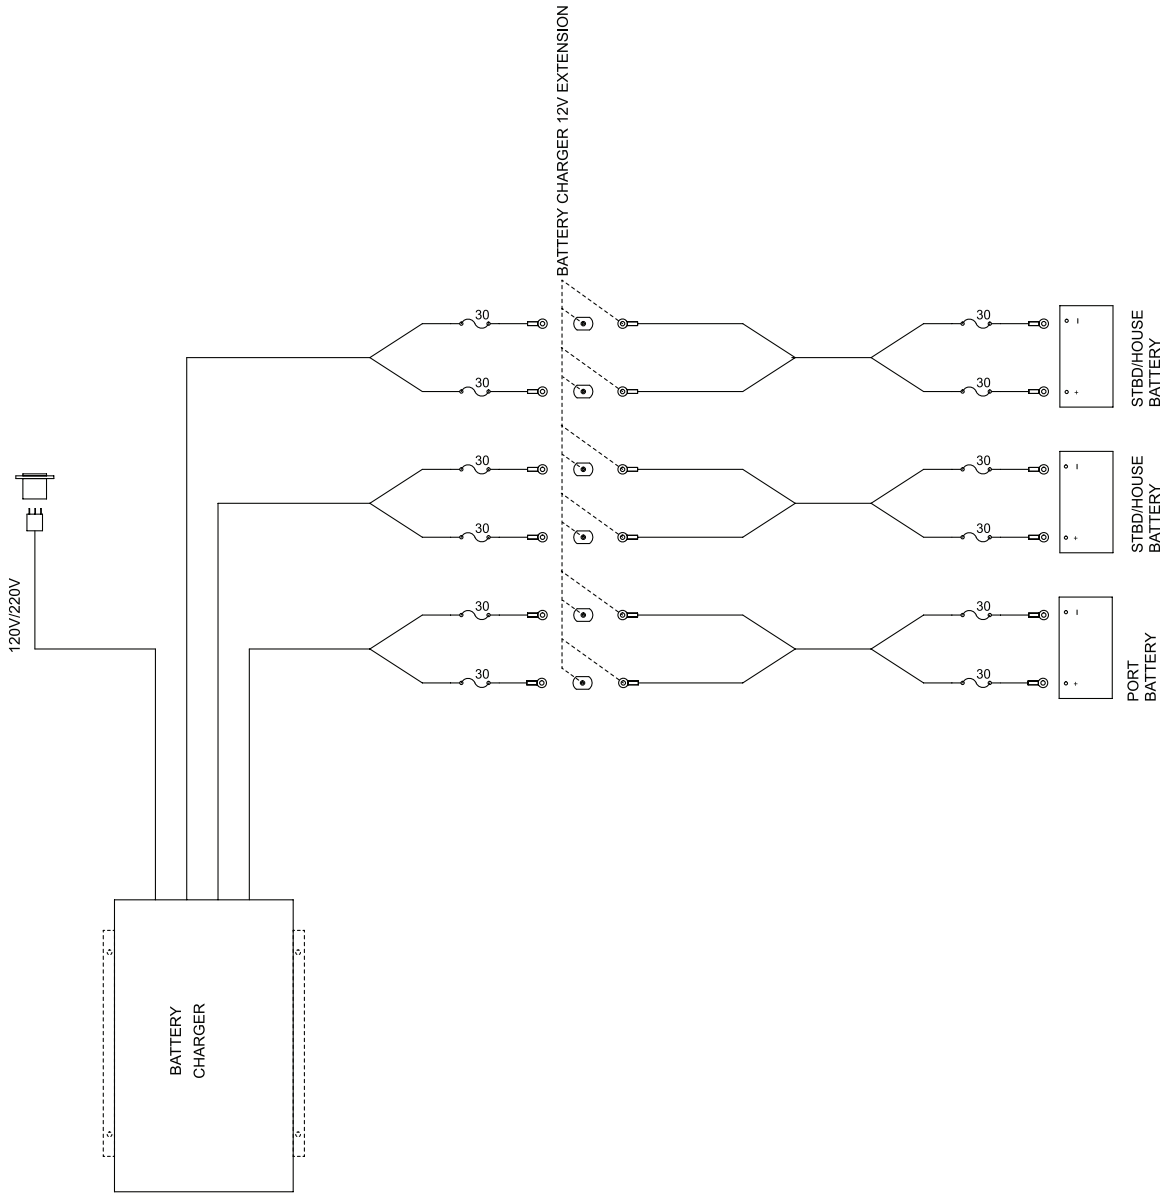 BATTERY CHARGER 12V EXTENSION
120V/220V
BATTERY
CHARGER
30
30
30
30
30
30
30
30
30
30
30
30
-
+
STBD/HOUSE
BATTERY
-
+
STBD/HOUSE
BATTERY
-
+
PORT
BATTERY